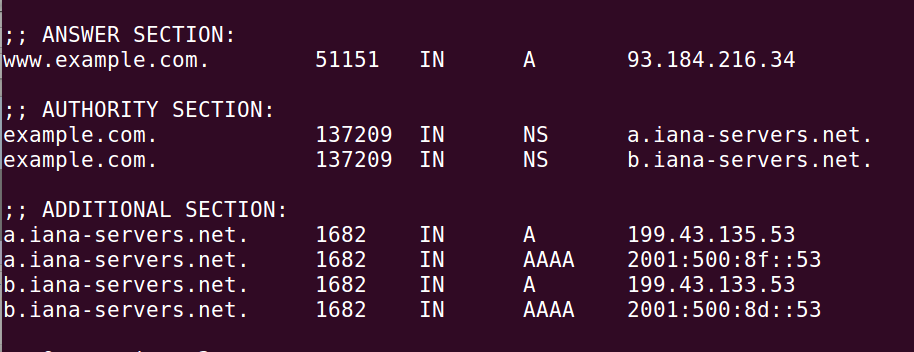 ;; ANSWER SECTION:
www.example.com. 51151 IN A 93.184.216.34
;; AUTHORITY SECTION:
example.com. 137209 IN NS a.iana-servers.net.
example.com. 137209 IN NS b.iana-servers.net.
;; ADDITIONAL SECTION:
a.iana-servers.net. 1682 IN A 199.43.135.53
a.iana-servers.net. 1682 IN AAAA 2001:500:8f::53
b.iana-servers.net. 1682 IN A 199.43.133.53
b.iana-servers.net. 1682 IN AAAA 2001:500:8d::53